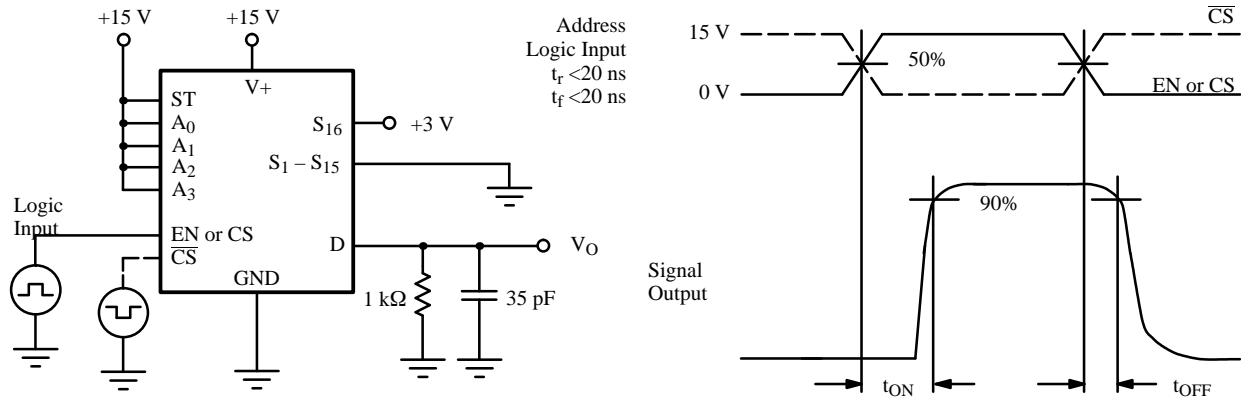 +15 V
+15 V
V+
ST
A0
A1
A2
A3
S16
+3 V
S1 – S15
Logic
Input
EN or CS
CS
D
VO
GND
1 kΩ
35 pF
Address
Logic Input
tr <20 ns
tf <20 ns
15 V
0 V
50%
CS
EN or CS
90%
Signal
Output
tON
tOFF